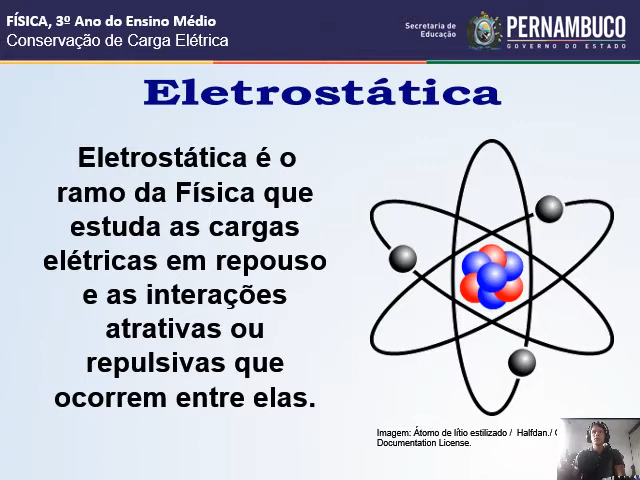 FÍSICA, 3º Ano do Ensino Médio
Conservação de Carga Elétrica
Secretaria de
Educação
PERNAMBUCO
GOVERNO DO ESTADO
Eletrostática
Eletrostática é o
ramo da Física que
estuda as cargas
elétricas em repouso
e as interações
atrativas ou
repulsivas que
ocorrem entre elas.
Imagem: Átomo de lítio estilizado / Halfdan./
Documentation License.